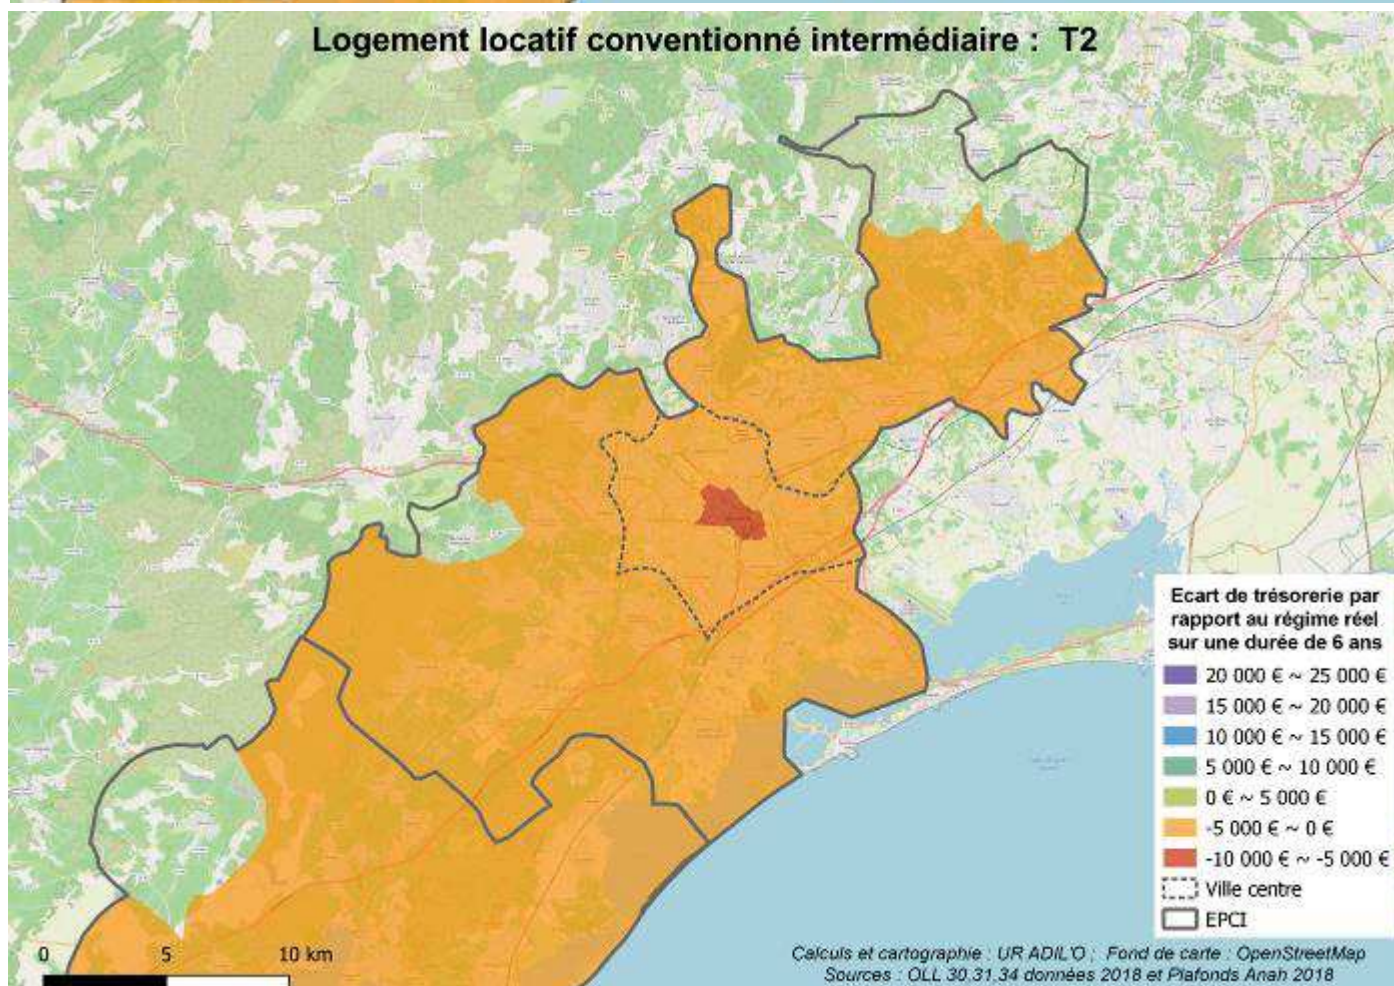 Logement locatif conventionné intermédiaire : T2
Ecart de trésorerie par
rapport au régime réel
sur une durée de 6 ans
20 000 € ~ 25 000 €
15 000 € ~ 20 000 €
10 000 € ~ 15 000 €
5 000 € ~ 10 000 €
0 € ~ 5 000 €
-5 000 € ~ 0 €
-10 000 € ~ -5 000 €
Ville centre
EPCI
0 5 10 km
Calculs et cartographie : UR ADIL'O ; Fond de carte : OpenStreetMap
Sources : OLL 30,31,34 données 2018 et Plafonds Anah 2018